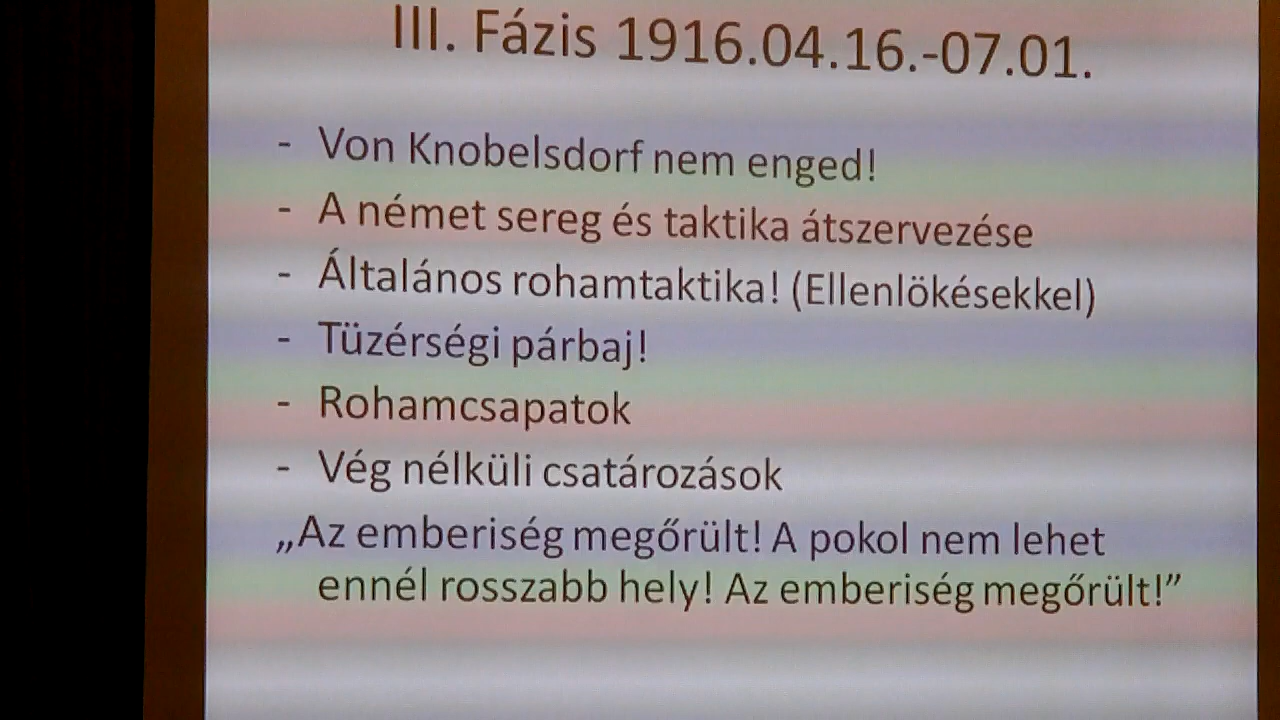 III. Fázis 1916.04.16.-07.01.
- Von Knobelsdorf nem enged!
- A német sereg és taktika átszervezése
- Általános rohamtaktika! (Ellenlökésekkel)
- Tüzérségi párbaj!
- Rohamcsapatok
- Vég nélküli csatározások
„Az emberiség megőrült! A pokol nem lehet
ennél rosszabb hely! Az emberiség megőrült!”